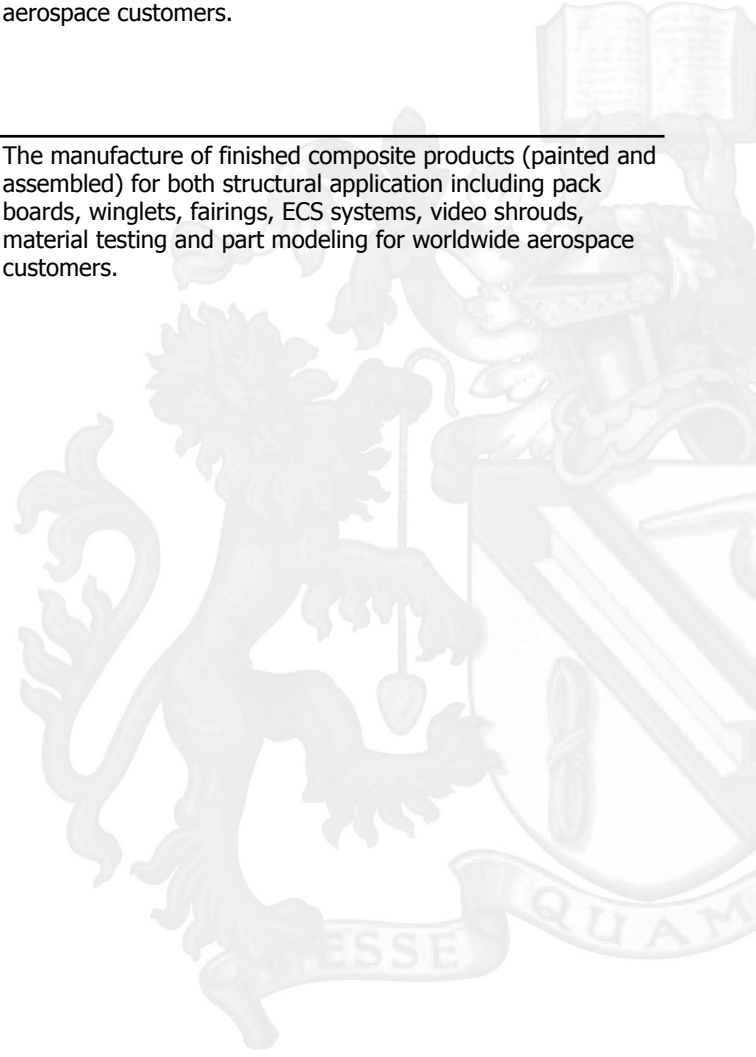 aerospace customers.
The manufacture of finished composite products (painted and
assembled) for both structural application including pack
boards, winglets, fairings, ECS systems, video shrouds,
material testing and part modeling for worldwide aerospace
customers.
ESSE QUAM